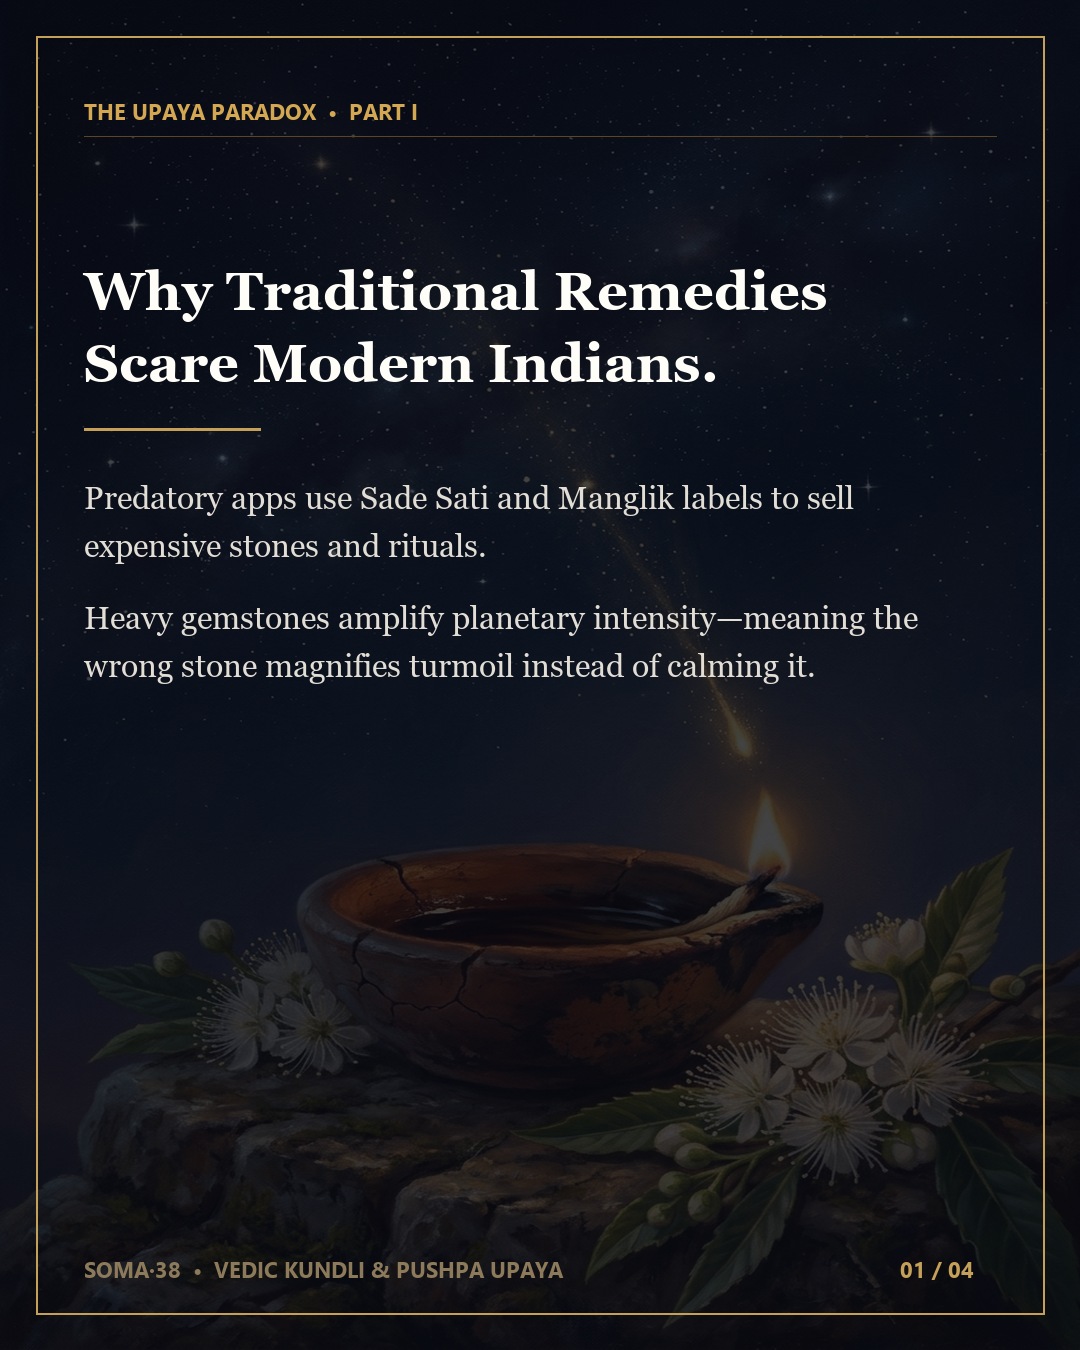 THE UPAYA PARADOX • PART I
Why Traditional Remedies
Scare Modern Indians.
Predatory apps use Sade Sati and Manglik labels to sell
expensive stones and rituals.
Heavy gemstones amplify planetary intensity—meaning the
wrong stone magnifies turmoil instead of calming it.
SOMA·38 • VEDIC KUNDLI & PUSHPA UPAYA
01 / 04